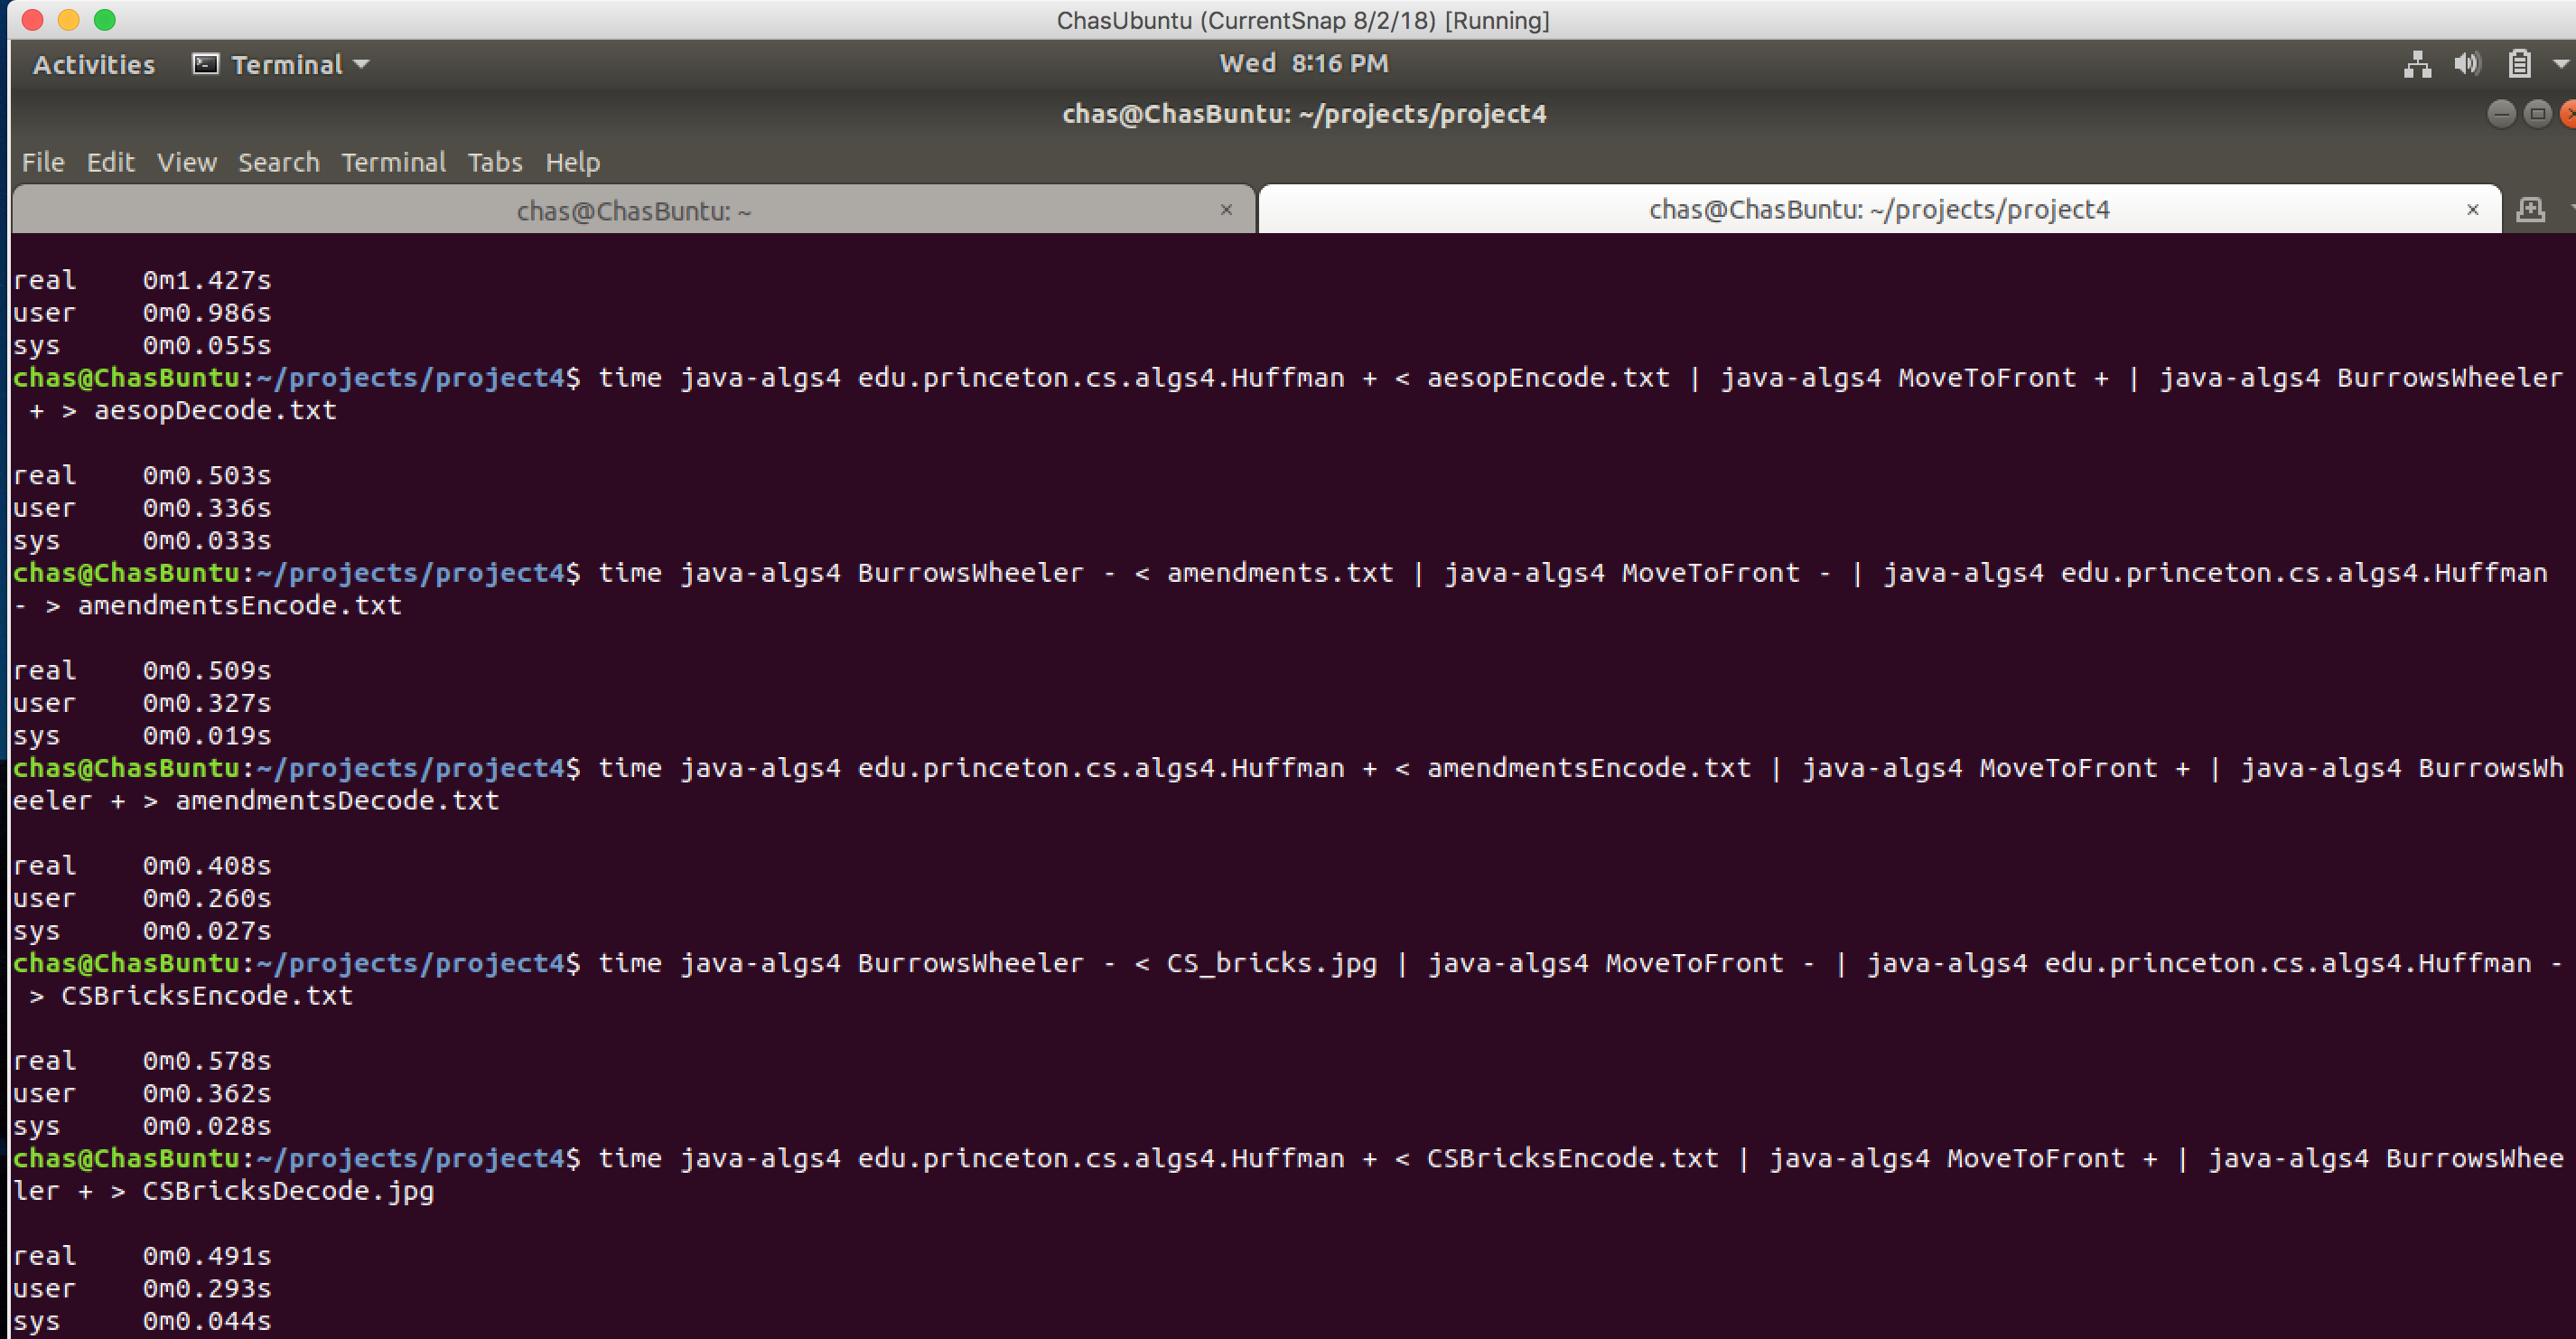 ChasUbuntu (CurrentSnap 8/2/18) [Running]
Activities Terminal Wed 8:16 PM
chas@ChasBuntu: ~/projects/project4
File Edit View Search Terminal Tabs Help
chas@ChasBuntu: ~ × chas@ChasBuntu: ~/projects/project4 ×
real 0m1.427s
user 0m0.986s
sys 0m0.055s
chas@ChasBuntu:~/projects/project4$ time java-algs4 edu.princeton.cs.algs4.Huffman + < aesopEncode.txt | java-algs4 MoveToFront + | java-algs4 BurrowsWheeler
+ > aesopDecode.txt
real 0m0.503s
user 0m0.336s
sys 0m0.033s
chas@ChasBuntu:~/projects/project4$ time java-algs4 BurrowsWheeler - < amendments.txt | java-algs4 MoveToFront - | java-algs4 edu.princeton.cs.algs4.Huffman
- > amendmentsEncode.txt
real 0m0.509s
user 0m0.327s
sys 0m0.019s
chas@ChasBuntu:~/projects/project4$ time java-algs4 edu.princeton.cs.algs4.Huffman + < amendmentsEncode.txt | java-algs4 MoveToFront + | java-algs4 BurrowsWh
eeler + > amendmentsDecode.txt
real 0m0.408s
user 0m0.260s
sys 0m0.027s
chas@ChasBuntu:~/projects/project4$ time java-algs4 BurrowsWheeler - < CS_bricks.jpg | java-algs4 MoveToFront - | java-algs4 edu.princeton.cs.algs4.Huffman -
> CSBricksEncode.txt
real 0m0.578s
user 0m0.362s
sys 0m0.028s
chas@ChasBuntu:~/projects/project4$ time java-algs4 edu.princeton.cs.algs4.Huffman + < CSBricksEncode.txt | java-algs4 MoveToFront + | java-algs4 BurrowsWhee
ler + > CSBricksDecode.jpg
real 0m0.491s
user 0m0.293s
sys 0m0.044s